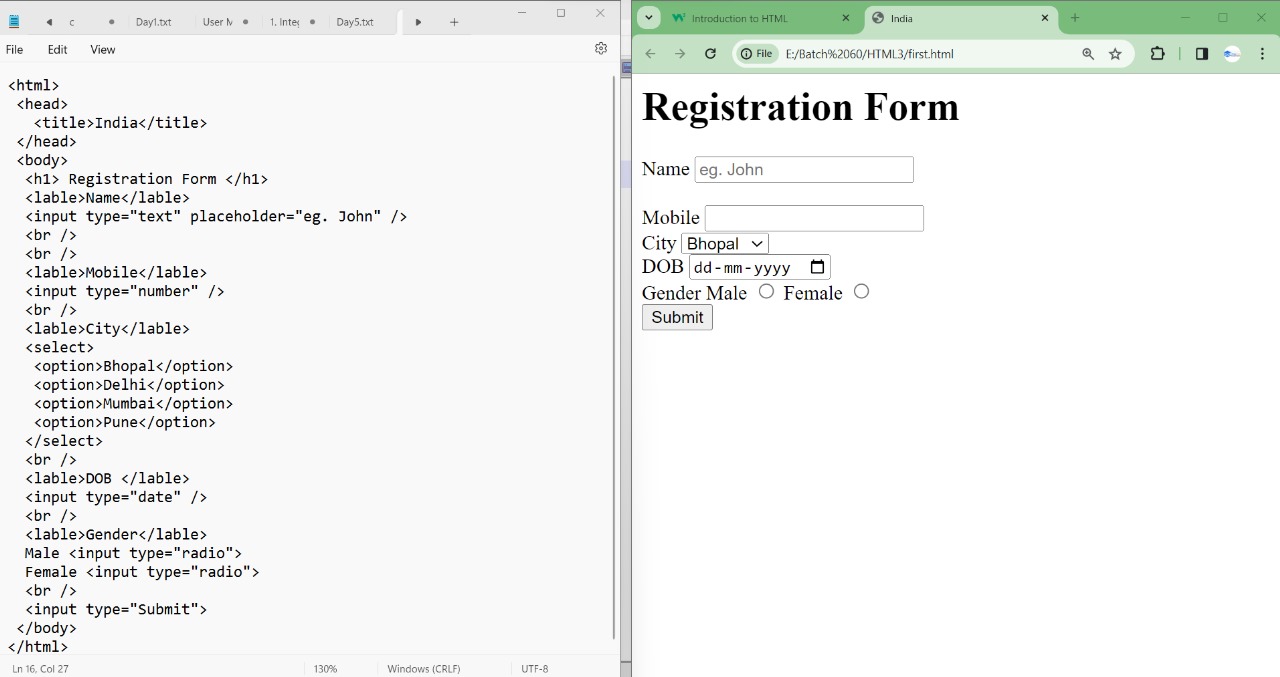 c
Day1.txt
User M
1. Integ
Day5.txt
File Edit View
<html>
<head>
<title>India</title>
</head>
<body>
<h1> Registration Form </h1>
<lable>Name</lable>
<input type="text" placeholder="eg. John" />
<br />
<br />
<lable>Mobile</lable>
<input type="number" />
<br />
<lable>City</lable>
<select>
<option>Bhopal</option>
<option>Delhi</option>
<option>Mumbai</option>
<option>Pune</option>
</select>
<br />
<lable>DOB </lable>
<input type="date" />
<br />
<lable>Gender</lable>
Male <input type="radio">
Female <input type="radio">
<br />
<input type="Submit">
</body>
</html>
Ln 16, Col 27 130% Windows (CRLF) UTF-8
Introduction to HTML
India
File E:/Batch%2060/HTML3/first.html
Registration Form
Name eg. John
Mobile
City Bhopal
DOB dd-mm-yyyy
Gender Male Female
Submit